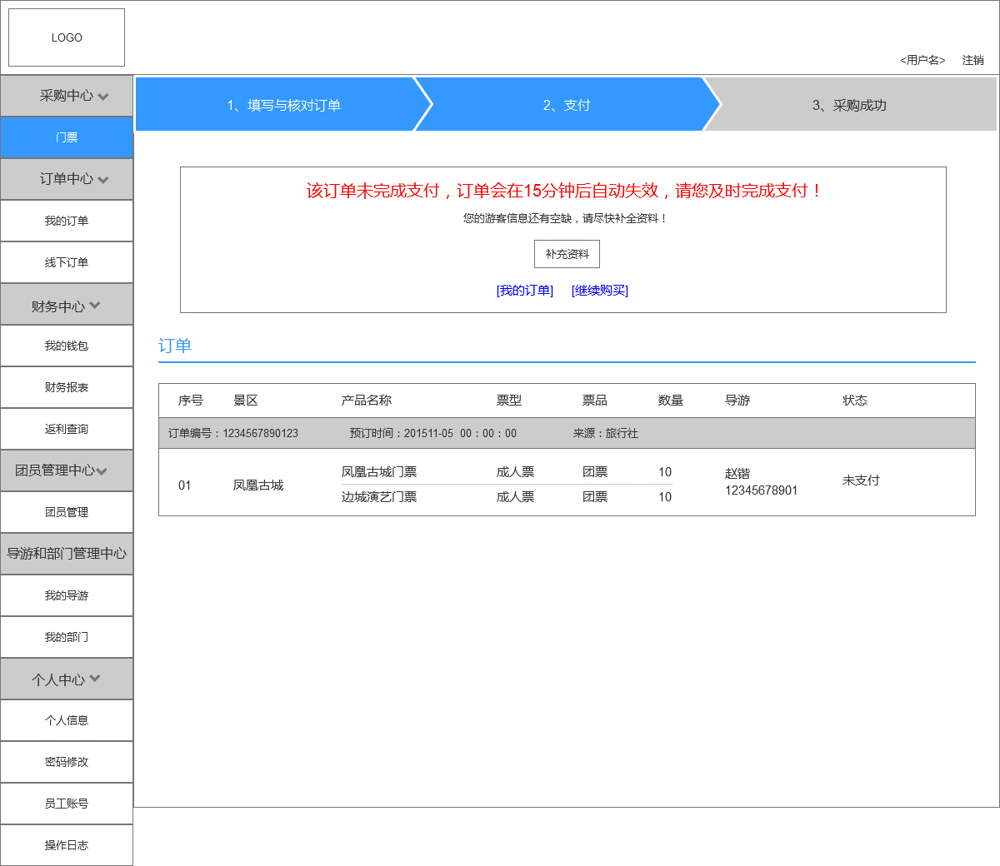 LOGO
<用户名> 注销
采购中心
门票
订单中心
我的订单
线下订单
财务中心
我的钱包
财务报表
返利查询
团员管理中心
团员管理
导游和部门管理中心
我的导游
我的部门
个人中心
个人信息
密码修改
员工账号
操作日志
1、填写与核对订单 2、支付 3、采购成功
该订单未完成支付，订单会在15分钟后自动失效，请您及时完成支付！
您的游客信息还有空缺，请尽快补全资料！
补充资料
[我的订单] [继续购买]
订单
序号 景区 产品名称 票型 票品 数量 导游 状态
订单编号：1234567890123 预订时间：201511-05 00：00：00 来源：旅行社
01 凤凰古城 凤凰古城门票 成人票 团票 10 赵锴 未支付
边城演艺门票 成人票 团票 10 12345678901